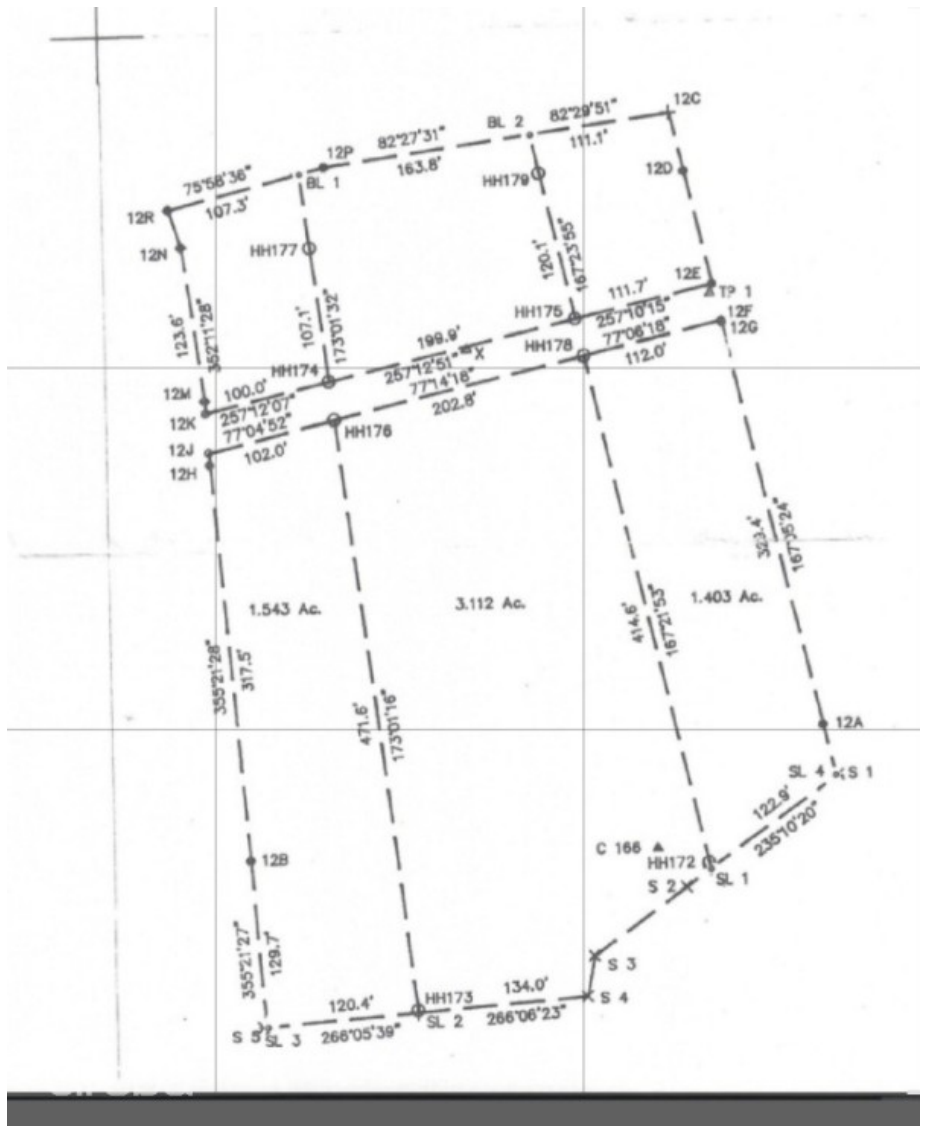 12C
82°29'51"
BL 2
111.1'
82°27'31"
12P
163.8'
12D
75°58'36"
BL 1
HH179
107.3'
12R
12N
HH177
120.1'
167°23'55"
12E
TP 1
111.7'
257°10'15"
HH175
12F
12G
77°06'18"
112.0'
HH178
107.1'
173°01'32"
199.9'
X
257°12'51"
77°14'18"
202.8'
HH174
123.6'
352°11'28"
12M
100.0'
12K
257°12'07"
77°04'52"
HH176
12J
102.0'
12H
323.4'
167°35'24"
1.543 Ac.
3.112 Ac.
1.403 Ac.
414.6'
167°21'53"
355°21'28"
317.5'
471.6'
173°01'16"
12A
SL 4
S 1
122.9'
235°10'20"
C 166
HH172
SL 1
S 2
12B
S 3
355°21'27"
129.7'
134.0'
HH173
S 4
120.4'
SL 2
266°06'23"
S 5
SL 3
266°05'39"